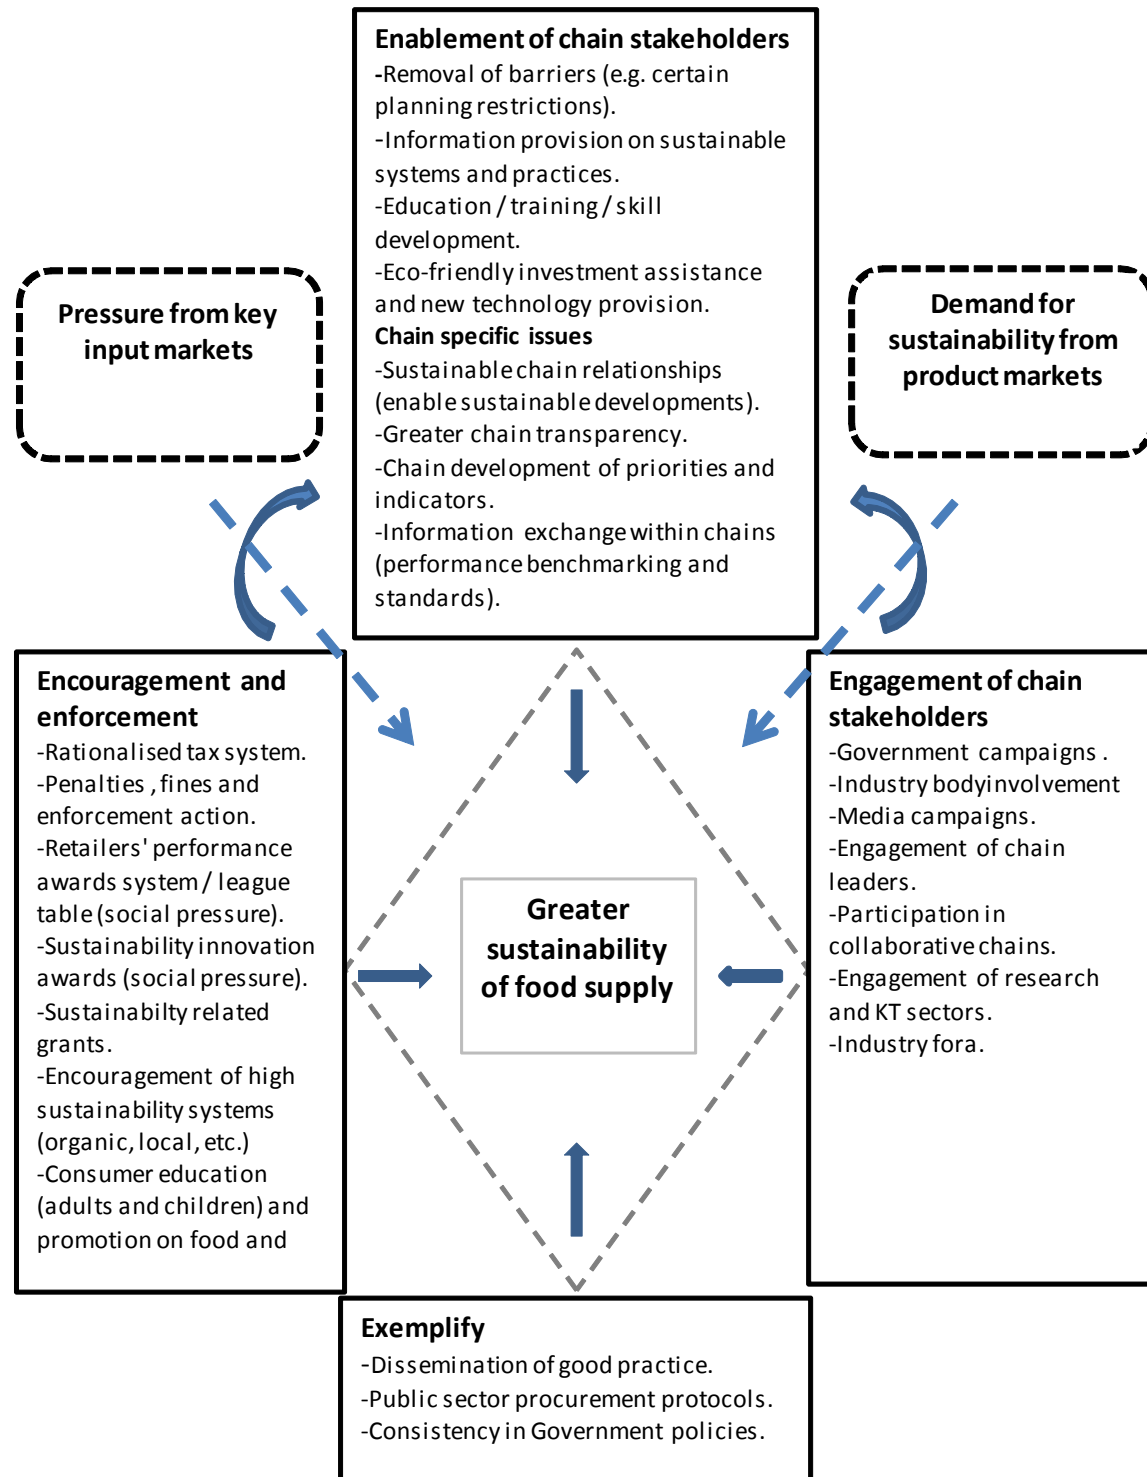 Enablement of chain stakeholders
-Removal of barriers (e.g. certain
planning restrictions).
-Information provision on sustainable
systems and practices.
-Education / training / skill
development.
-Eco-friendly investment assistance
and new technology provision.
Chain specific issues
-Sustainable chain relationships
(enable sustainable developments).
-Greater chain transparency.
-Chain development of priorities and
indicators.
-Information exchange within chains
(performance benchmarking and
standards).
Pressure from key
input markets
Demand for
sustainability from
product markets
Encouragement and
enforcement
-Rationalised tax system.
-Penalties , fines and
enforcement action.
-Retailers' performance
awards system / league
table (social pressure).
-Sustainability innovation
awards (social pressure).
-Sustainabilty related
grants.
-Encouragement of high
sustainability systems
(organic, local, etc.)
-Consumer education
(adults and children) and
promotion on food and
Greater
sustainability
of food supply
Engagement of chain
stakeholders
-Government campaigns .
-Industry bodyinvolvement
-Media campaigns.
-Engagement of chain
leaders.
-Participation in
collaborative chains.
-Engagement of research
and KT sectors.
-Industry fora.
Exemplify
-Dissemination of good practice.
-Public sector procurement protocols.
-Consistency in Government policies.